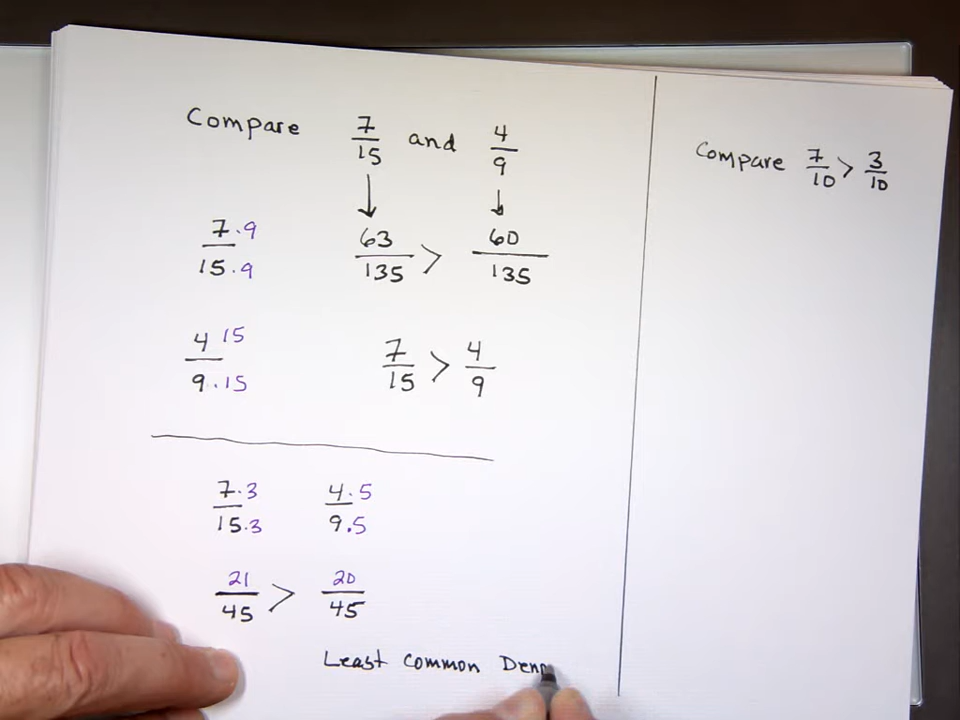 Compare 7/15 and 4/9
7·9/15·9 63/135 > 60/135
4 15/9·15 7/15 > 4/9
7·3/15·3 4·5/9·5
21/45 > 20/45
Least Common Den
Compare 7/10 > 3/10